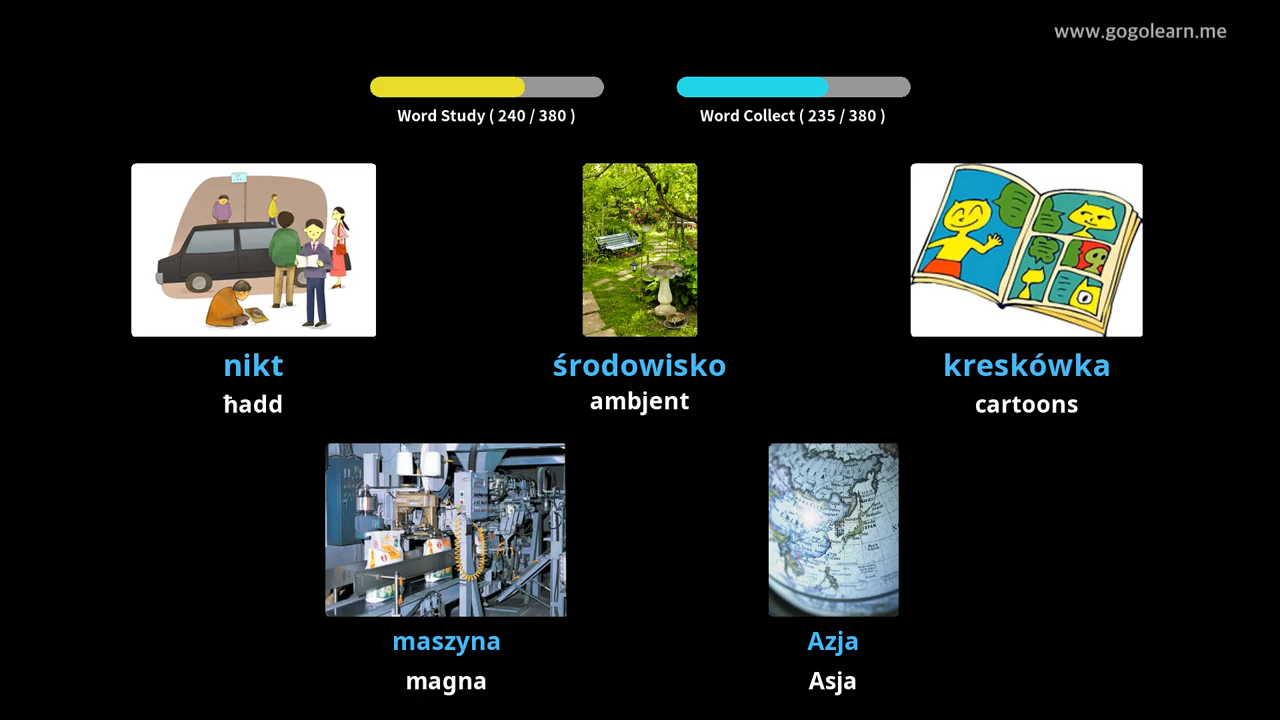 www.gogolearn.me
Word Study ( 240 / 380 )
Word Collect ( 235 / 380 )
nikt
ħadd
środowisko
ambjent
kreskówka
cartoons
maszyna
magna
Azja
Asja